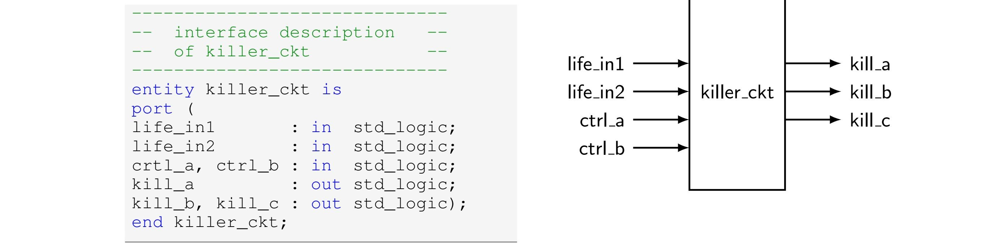 ------------------------------
--  interface description   --
--  of killer_ckt           --
------------------------------
entity killer_ckt is
port (
life_in1       : in  std_logic;
life_in2       : in  std_logic;
crtl_a, ctrl_b : in  std_logic;
kill_a         : out std_logic;
kill_b, kill_c : out std_logic);
end killer_ckt;
life_in1
life_in2
ctrl_a
ctrl_b
killer_ckt
kill_a
kill_b
kill_c